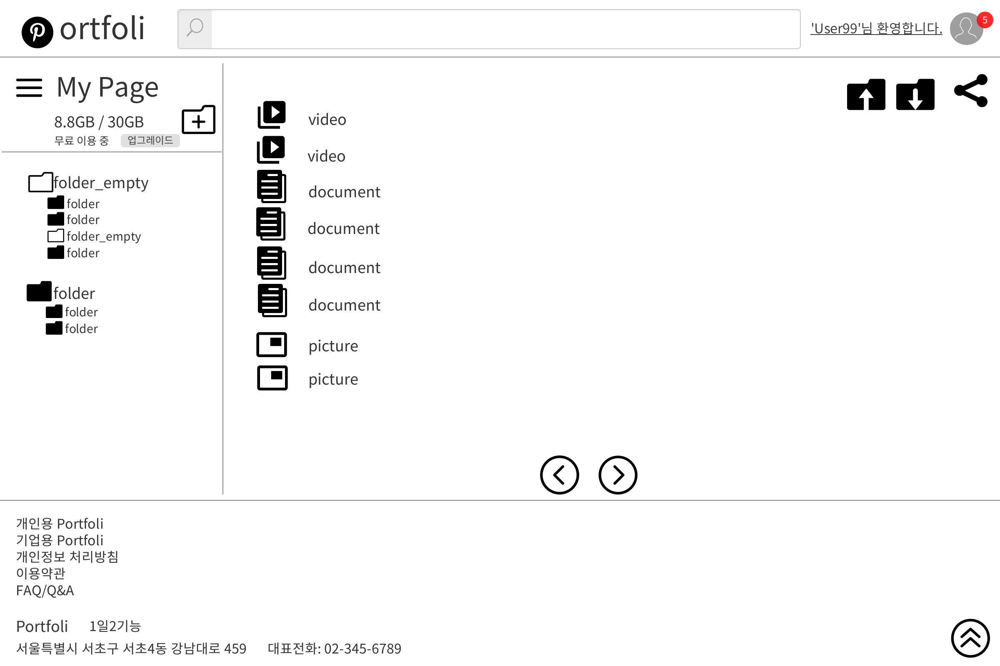 ortfoli
'User99'님 환영합니다.
5
My Page
8.8GB / 30GB
무료 이용 중
업그레이드
folder_empty
folder
folder
folder_empty
folder
folder
folder
folder
video
video
document
document
document
document
picture
picture
개인용 Portfoli
기업용 Portfoli
개인정보 처리방침
이용약관
FAQ/Q&A
Portfoli 1일2기능
서울특별시 서초구 서초4동 강남대로 459 대표전화: 02-345-6789